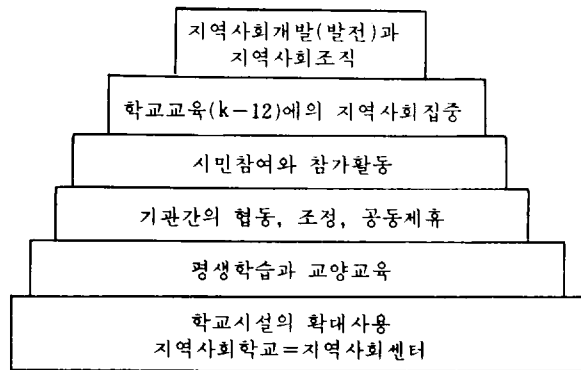 지역사회개발(발전)과
지역사회조직
학교교육(k-12)에의 지역사회집중
시민참여와 참가활동
기관간의 협동, 조정, 공동제휴
평생학습과 교양교육
학교시설의 확대사용
지역사회학교=지역사회쎈터